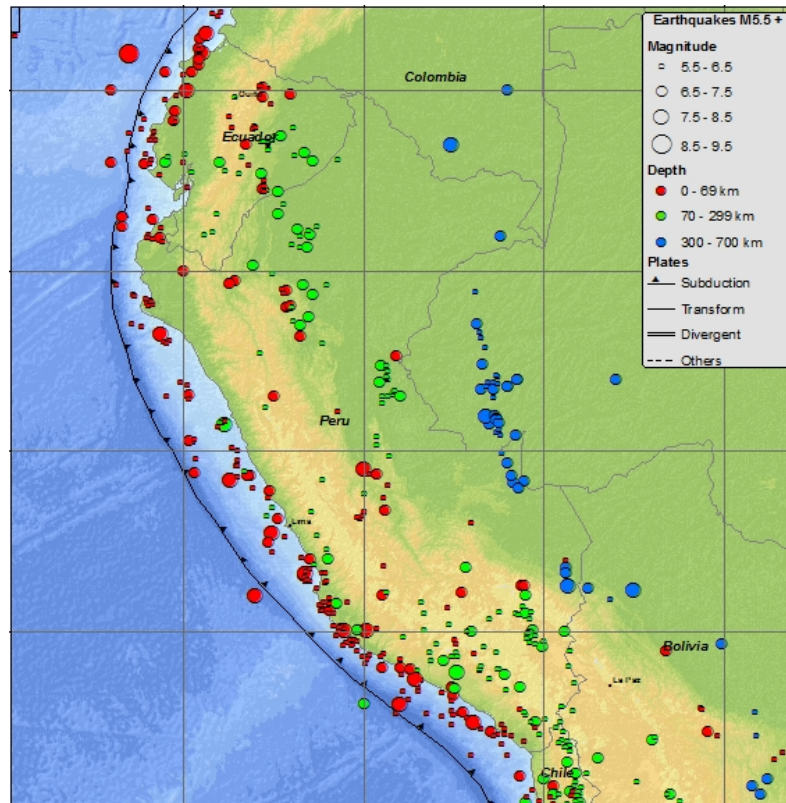 Earthquakes M5.5 +
Magnitude
5.5 - 6.5
6.5 - 7.5
7.5 - 8.5
8.5 - 9.5
Depth
0 - 69 km
70 - 299 km
300 - 700 km
Plates
Subduction
Transform
Divergent
Others
Colombia
Ecuador
Peru
Lima
Bolivia
La Paz
Chile